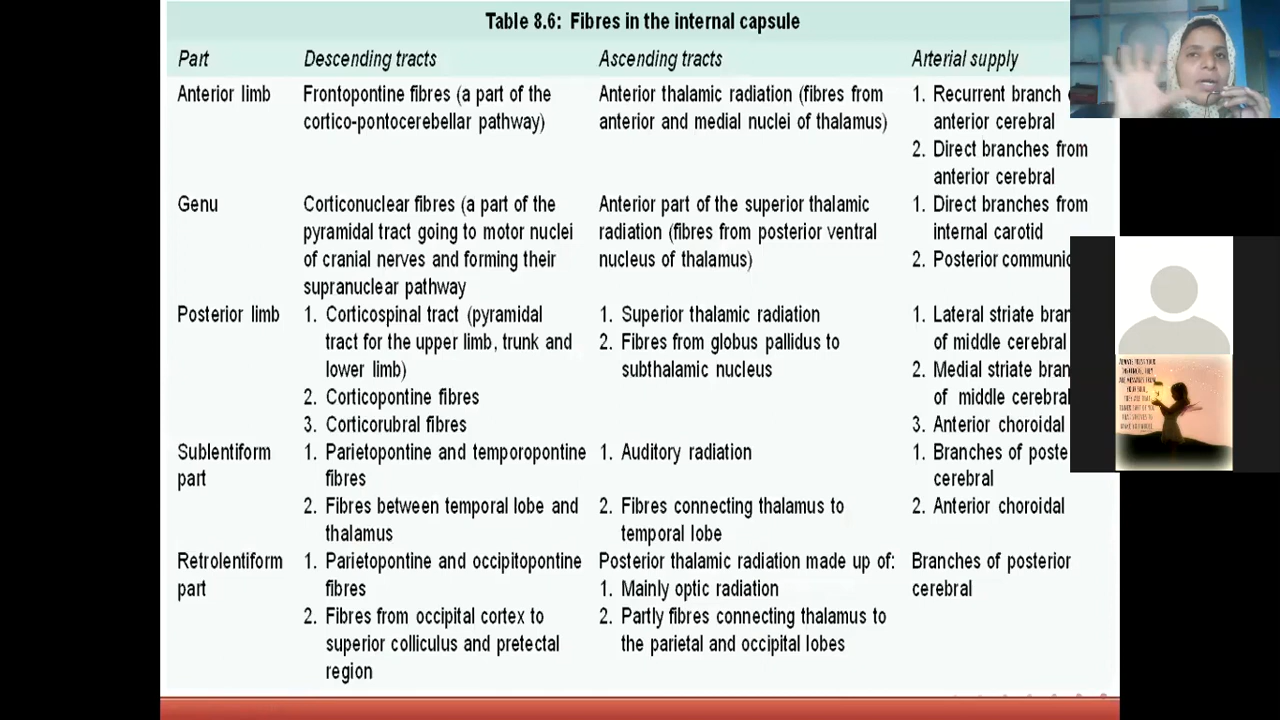 Table 8.6: Fibres in the internal capsule
Part Descending tracts Ascending tracts Arterial supply
Anterior limb Frontopontine fibres (a part of the Anterior thalamic radiation (fibres from 1. Recurrent branch
cortico-pontocerebellar pathway) anterior and medial nuclei of thalamus) anterior cerebral
2. Direct branches from
anterior cerebral
Genu Corticonuclear fibres (a part of the Anterior part of the superior thalamic 1. Direct branches from
pyramidal tract going to motor nuclei radiation (fibres from posterior ventral internal carotid
of cranial nerves and forming their nucleus of thalamus) 2. Posterior communic
supranuclear pathway
Posterior limb 1. Corticospinal tract (pyramidal 1. Superior thalamic radiation 1. Lateral striate bran
tract for the upper limb, trunk and 2. Fibres from globus pallidus to of middle cerebral
lower limb) subthalamic nucleus 2. Medial striate bran
2. Corticopontine fibres of middle cerebral
3. Corticorubral fibres 3. Anterior choroidal
Sublentiform 1. Parietopontine and temporopontine 1. Auditory radiation 1. Branches of poste
part fibres cerebral
2. Fibres between temporal lobe and 2. Fibres connecting thalamus to 2. Anterior choroidal
thalamus temporal lobe
Retrolentiform 1. Parietopontine and occipitopontine Posterior thalamic radiation made up of: Branches of posterior
part fibres 1. Mainly optic radiation cerebral
2. Fibres from occipital cortex to 2. Partly fibres connecting thalamus to
superior colliculus and pretectal the parietal and occipital lobes
region